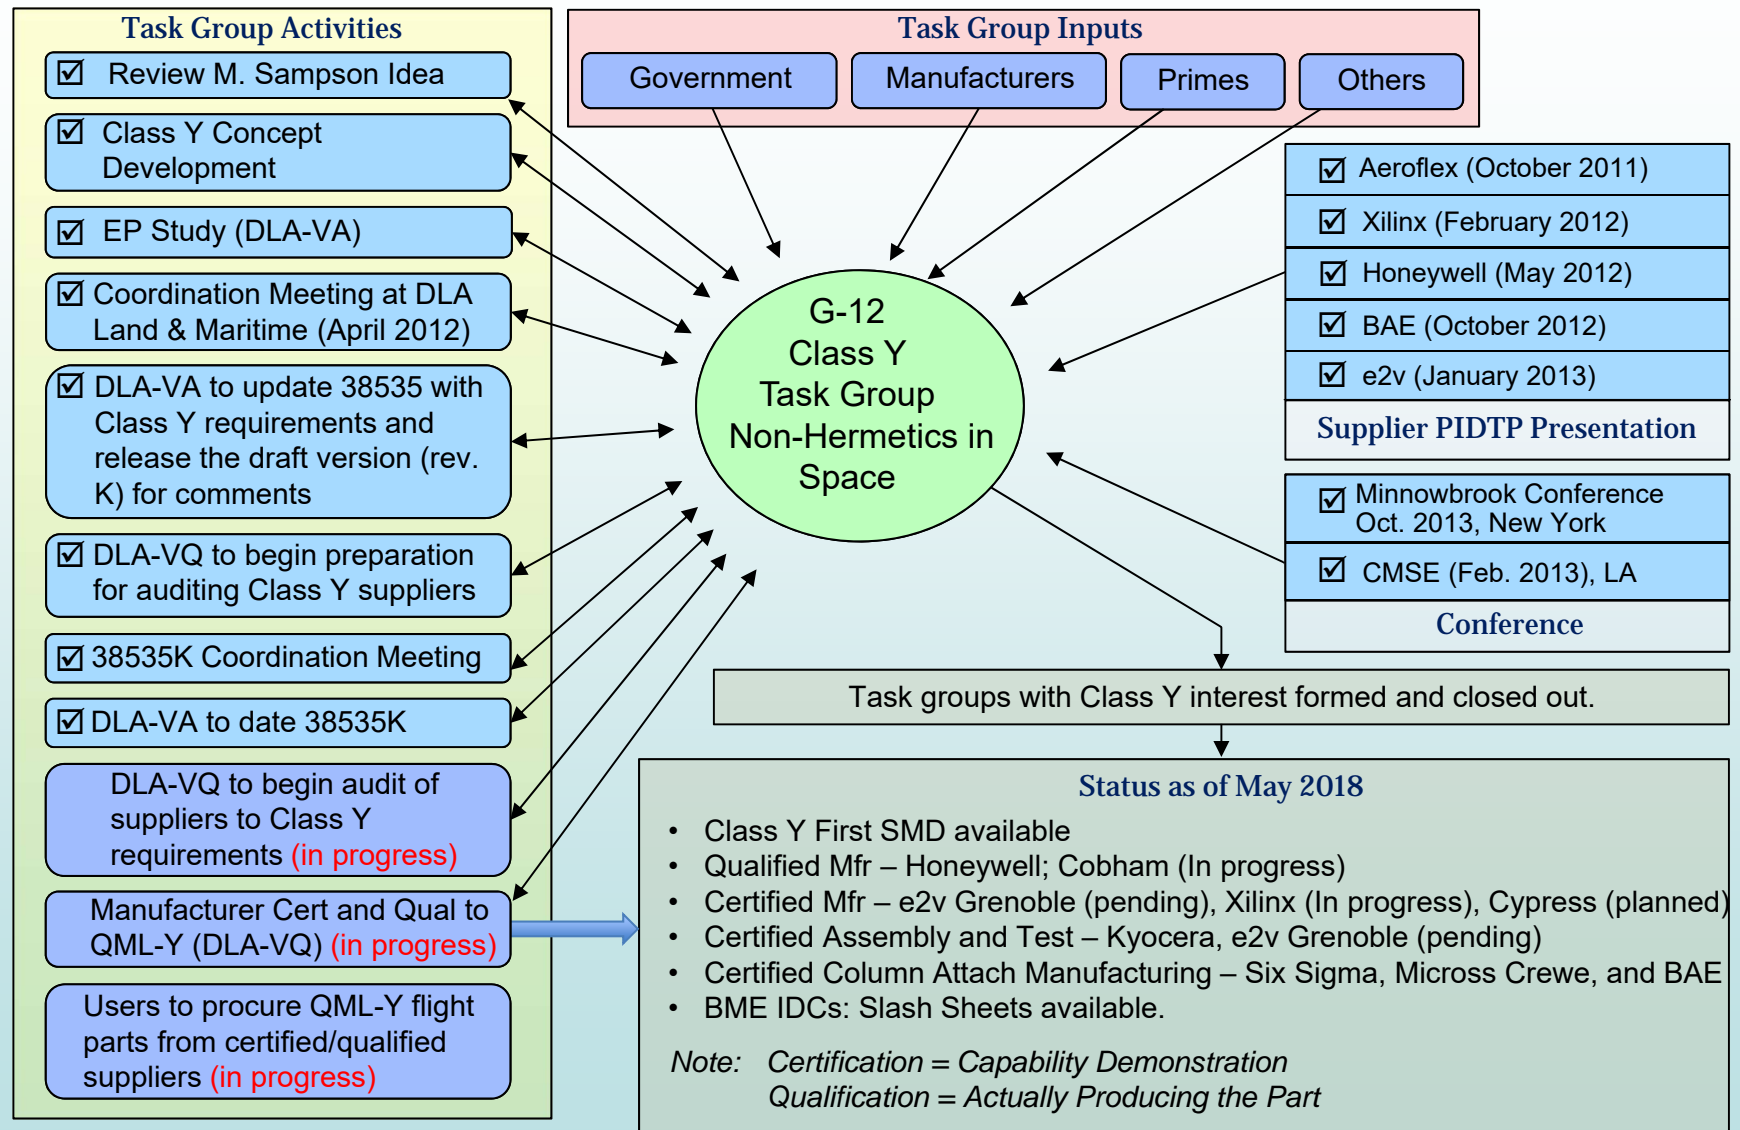 Task Group Activities
☑ Review M. Sampson Idea
☑ Class Y Concept
Development
☑ EP Study (DLA-VA)
☑ Coordination Meeting at DLA
Land & Maritime (April 2012)
☑ DLA-VA to update 38535 with
Class Y requirements and
release the draft version (rev.
K) for comments
☑ DLA-VQ to begin preparation
for auditing Class Y suppliers
☑ 38535K Coordination Meeting
☑ DLA-VA to date 38535K
DLA-VQ to begin audit of
suppliers to Class Y
requirements (in progress)
Manufacturer Cert and Qual to
QML-Y (DLA-VQ) (in progress)
Users to procure QML-Y flight
parts from certified/qualified
suppliers (in progress)
Task Group Inputs
Government
Manufacturers
Primes
Others
G-12
Class Y
Task Group
Non-Hermetics in
Space
☑ Aeroflex (October 2011)
☑ Xilinx (February 2012)
☑ Honeywell (May 2012)
☑ BAE (October 2012)
☑ e2v (January 2013)
Supplier PIDTP Presentation
☑ Minnowbrook Conference
Oct. 2013, New York
☑ CMSE (Feb. 2013), LA
Conference
Task groups with Class Y interest formed and closed out.
Status as of May 2018
• Class Y First SMD available
• Qualified Mfr – Honeywell; Cobham (In progress)
• Certified Mfr – e2v Grenoble (pending), Xilinx (In progress), Cypress (planned)
• Certified Assembly and Test – Kyocera, e2v Grenoble (pending)
• Certified Column Attach Manufacturing – Six Sigma, Micross Crewe, and BAE
• BME IDCs: Slash Sheets available.
Note: Certification = Capability Demonstration
Qualification = Actually Producing the Part